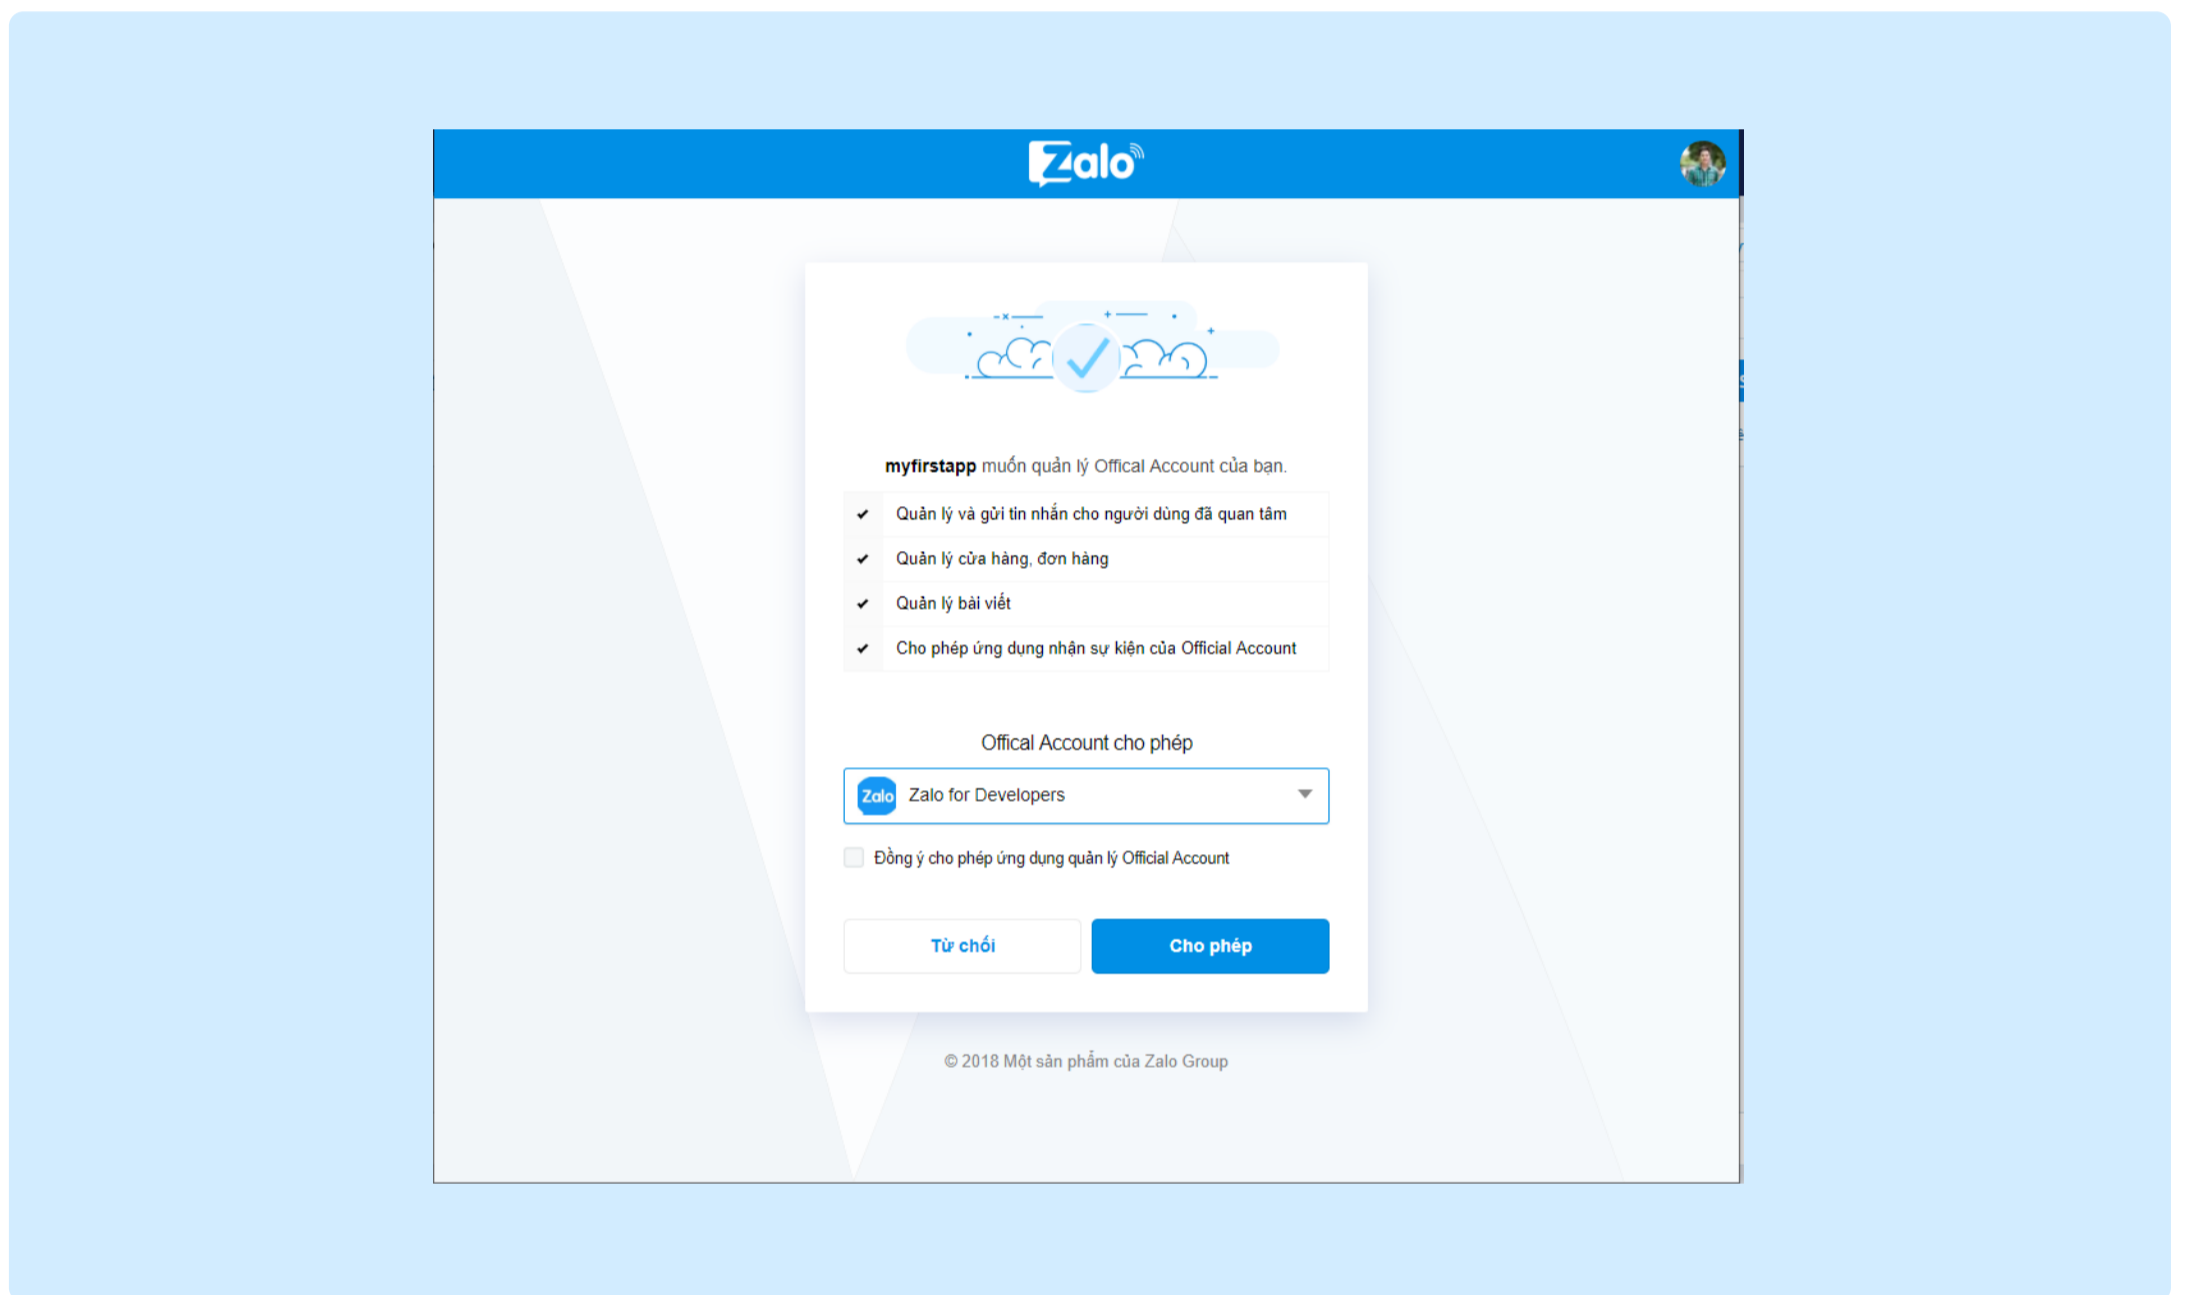 Zalo
myfirstapp muốn quản lý Offical Account của bạn.
Quản lý và gửi tin nhắn cho người dùng đã quan tâm
Quản lý cửa hàng, đơn hàng
Quản lý bài viết
Cho phép ứng dụng nhận sự kiện của Official Account
Offical Account cho phép
Zalo Zalo for Developers
Đồng ý cho phép ứng dụng quản lý Official Account
Từ chối Cho phép
© 2018 Một sản phẩm của Zalo Group